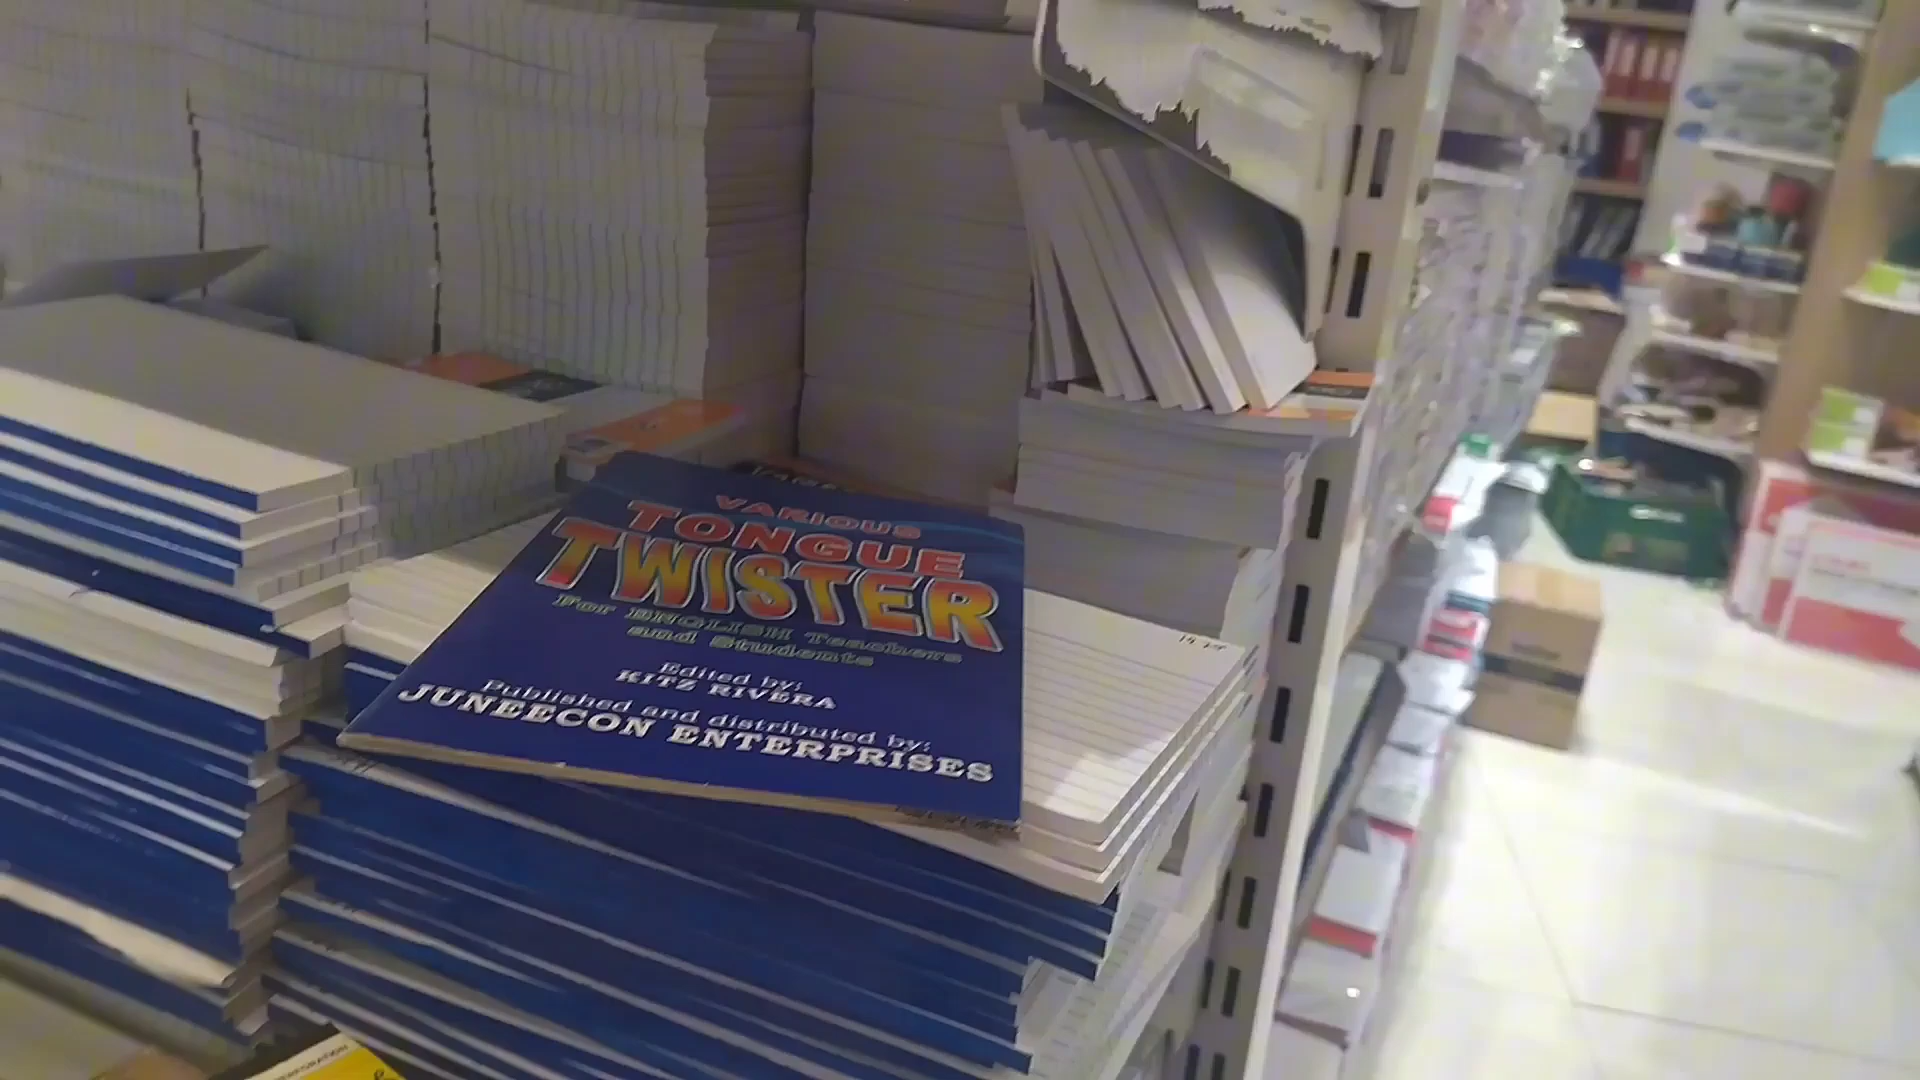 VARIOUS
TONGUE
TWISTER
For ENGLISH Teachers
and Students
Edited by:
KITZ RIVERA
Published and distributed by:
JUNEECON ENTERPRISES